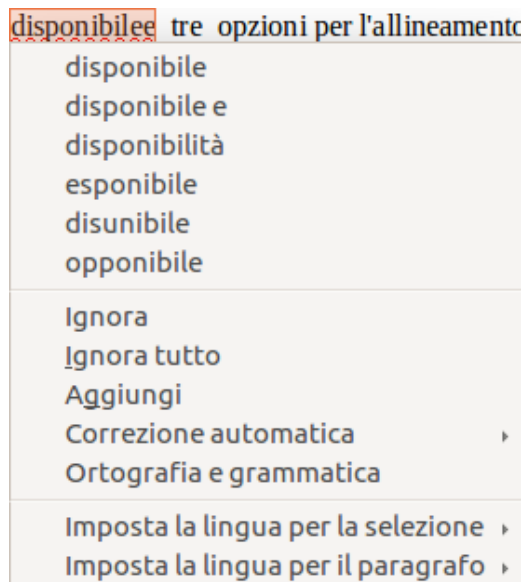 disponibilee tre opzioni per l'allineamento
disponibile
disponibile e
disponibilità
esponibile
disunibile
opponibile
Ignora
Ignora tutto
Aggiungi
Correzione automatica
Ortografia e grammatica
Imposta la lingua per la selezione
Imposta la lingua per il paragrafo